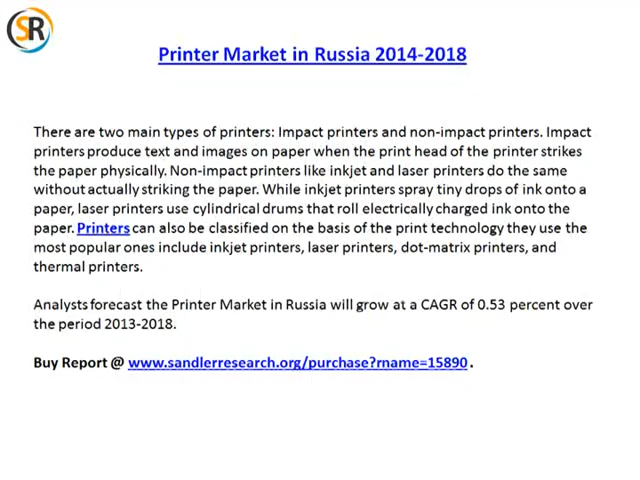 SR
Printer Market in Russia 2014-2018
There are two main types of printers: Impact printers and non-impact printers. Impact
printers produce text and images on paper when the print head of the printer strikes
the paper physically. Non-impact printers like inkjet and laser printers do the same
without actually striking the paper. While inkjet printers spray tiny drops of ink onto a
paper, laser printers use cylindrical drums that roll electrically charged ink onto the
paper. Printers can also be classified on the basis of the print technology they use the
most popular ones include inkjet printers, laser printers, dot-matrix printers, and
thermal printers.
Analysts forecast the Printer Market in Russia will grow at a CAGR of 0.53 percent over
the period 2013-2018.
Buy Report @ www.sandlerresearch.org/purchase?rname=15890 .